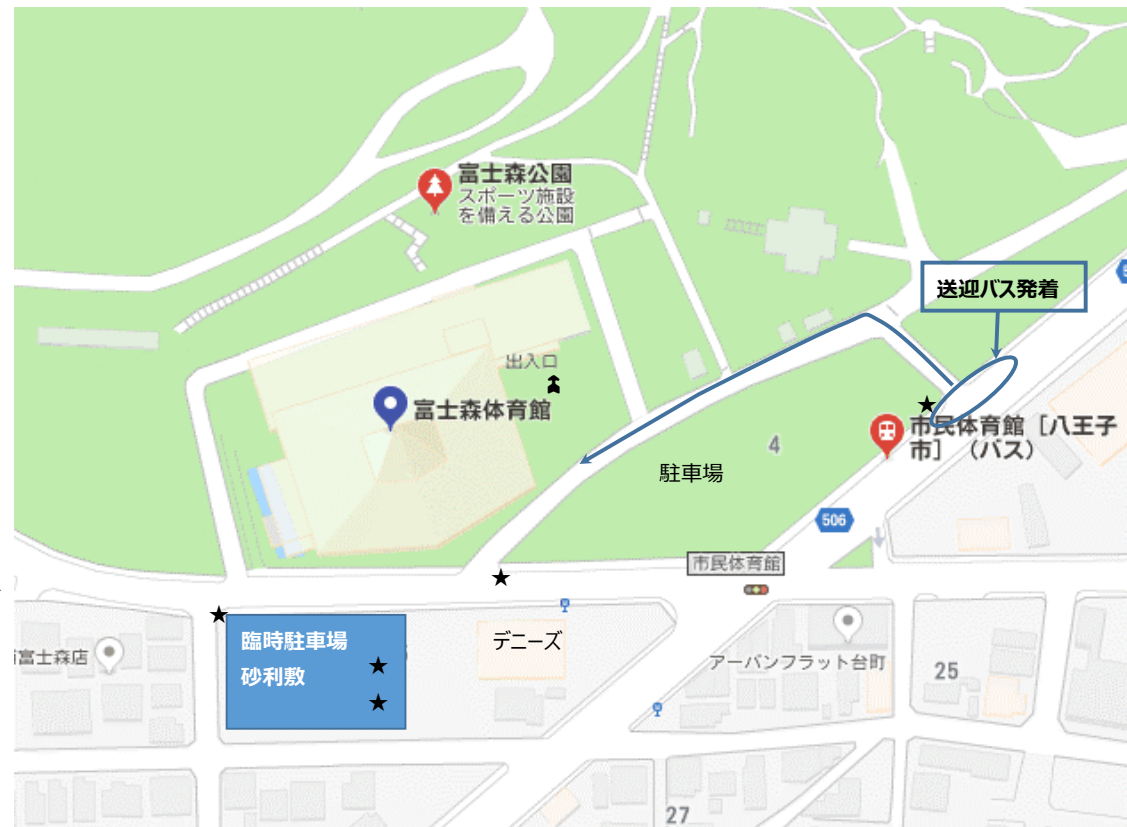 富士森公園
スポーツ施設
を備える公園
送迎バス発着
出入口
富士森体育館
★
市民体育館［八王子
市］（バス）
4
駐車場
506
市民体育館
★
★
臨時駐車場
★
砂利敷
★
デニーズ
富士森店
アーバンフラット台町
25
27